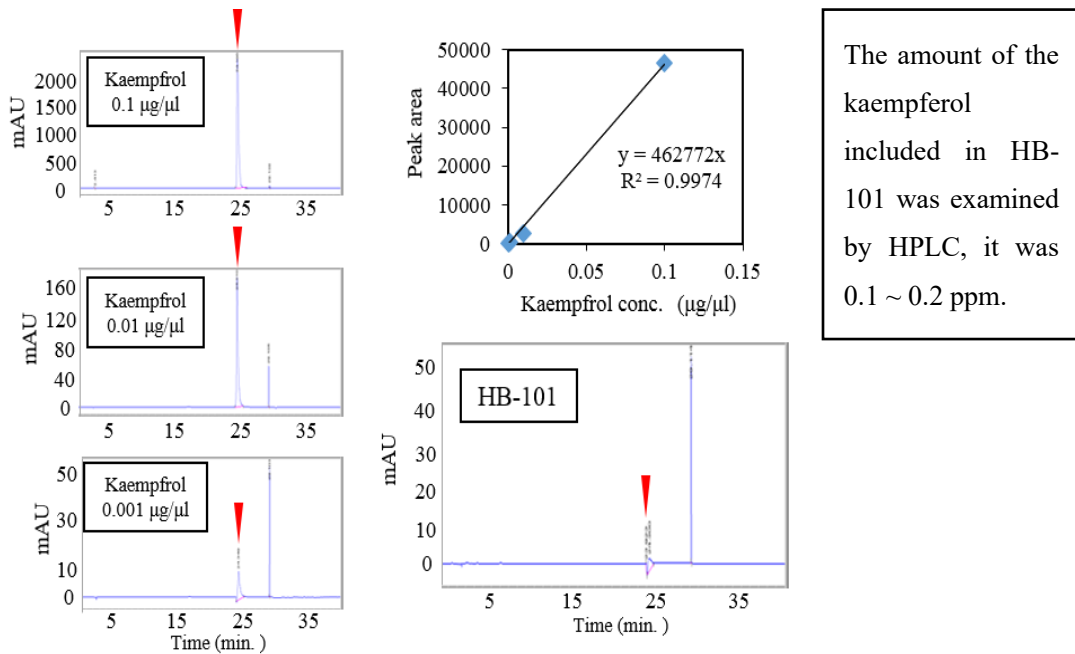 Kaempfrol
0.1 µg/µl
mAU
2000
1500
1000
500
0
5
15
25
35
Kaempfrol
0.01 µg/µl
mAU
160
120
80
40
0
5
15
25
35
Kaempfrol
0.001 µg/µl
mAU
50
30
10
0
5
15
25
35
Time (min. )
Peak area
50000
40000
30000
20000
10000
0
y = 462772x
R² = 0.9974
0
0.05
0.1
0.15
Kaempfrol conc. (µg/µl)
HB-101
mAU
50
40
30
20
10
0
5
15
25
35
Time (min. )
The amount of the
kaempferol
included in HB-
101 was examined
by HPLC, it was
0.1 ~ 0.2 ppm.